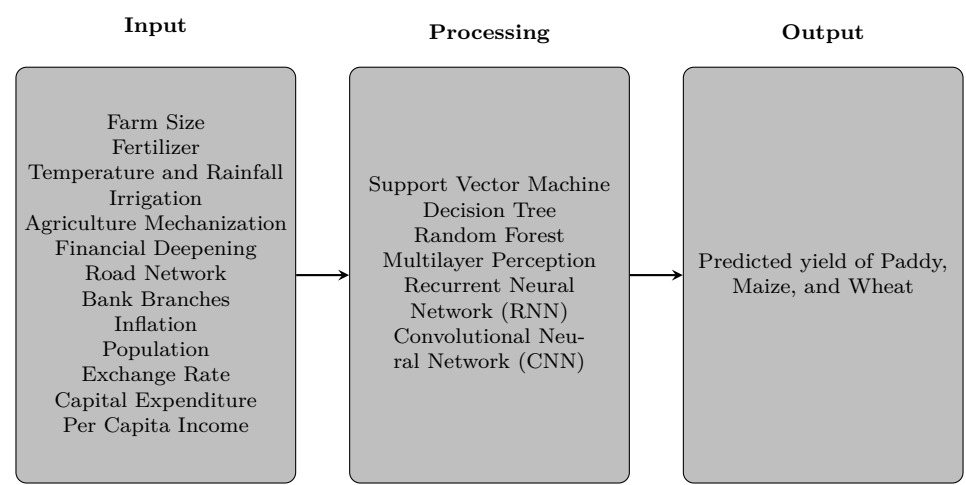 Input
Farm Size
Fertilizer
Temperature and Rainfall
Irrigation
Agriculture Mechanization
Financial Deepening
Road Network
Bank Branches
Inflation
Population
Exchange Rate
Capital Expenditure
Per Capita Income
Processing
Support Vector Machine
Decision Tree
Random Forest
Multilayer Perception
Recurrent Neural
Network (RNN)
Convolutional Neu-
ral Network (CNN)
Output
Predicted yield of Paddy,
Maize, and Wheat